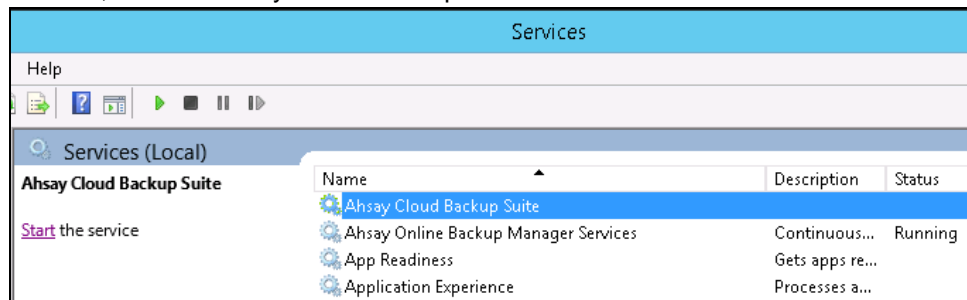 Services
Help
Services (Local)
Ahsay Cloud Backup Suite
Start the service
Name Description Status
Ahsay Cloud Backup Suite
Ahsay Online Backup Manager Services Continuous... Running
App Readiness Gets apps re...
Application Experience Processes a...